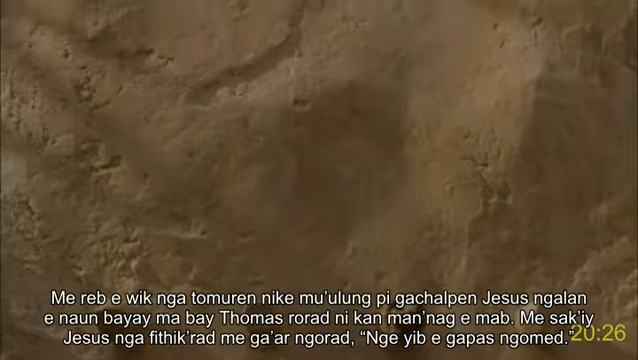 Me reb e wik nga tomuren nike mu'ulung pi gachalpen Jesus ngalan
e naun bayay ma bay Thomas rorad ni kan man'nag e mab. Me sak'iy
Jesus nga fithik'rad me ga'ar ngorad, “Nge yib e gapas ngomed.”
20:26